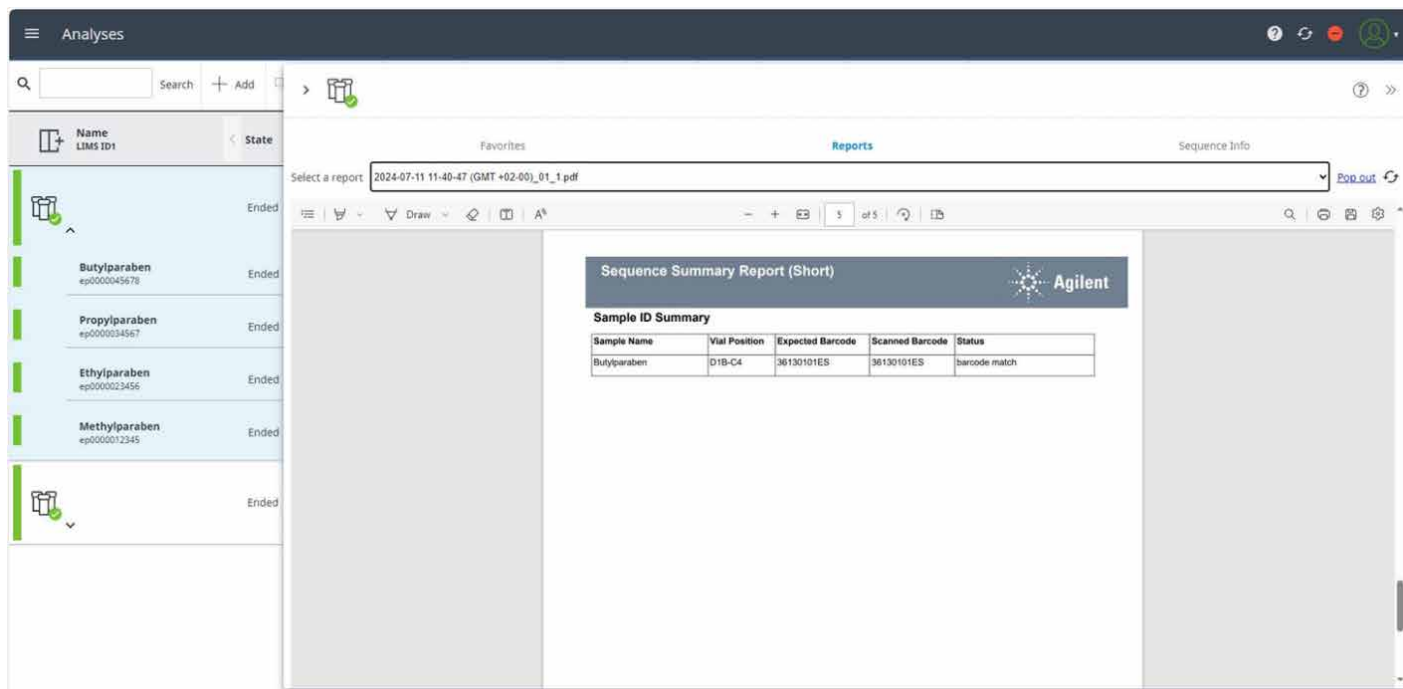 Analyses
Search + Add
Name
LIMS ID1
State
Ended
Butylparaben
ep0000045678
Ended
Propylparaben
ep0000034567
Ended
Ethylparaben
ep0000023456
Ended
Methylparaben
ep0000012345
Ended
Ended
Favorites Reports Sequence Info
Select a report 2024-07-11 11-40-47 (GMT +02-00)_01_1.pdf Pop out
Draw 5 of 5
Sequence Summary Report (Short)
Agilent
Sample ID Summary
Sample Name Vial Position Expected Barcode Scanned Barcode Status
Butylparaben D1B-C4 36130101ES 36130101ES barcode match